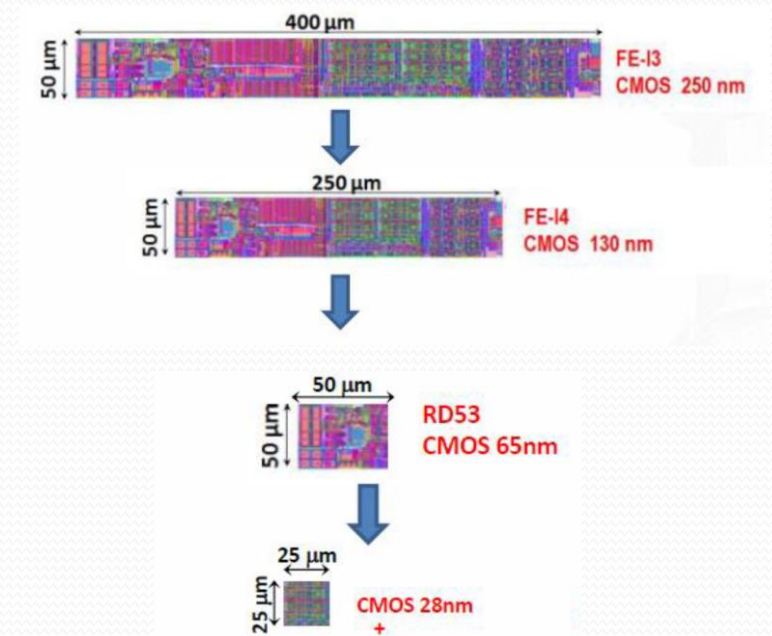 400 µm
50 µm
FE-I3
CMOS 250 nm
250 µm
50 µm
FE-I4
CMOS 130 nm
50 µm
50 µm
RD53
CMOS 65nm
25 µm
25 µm
CMOS 28nm
+